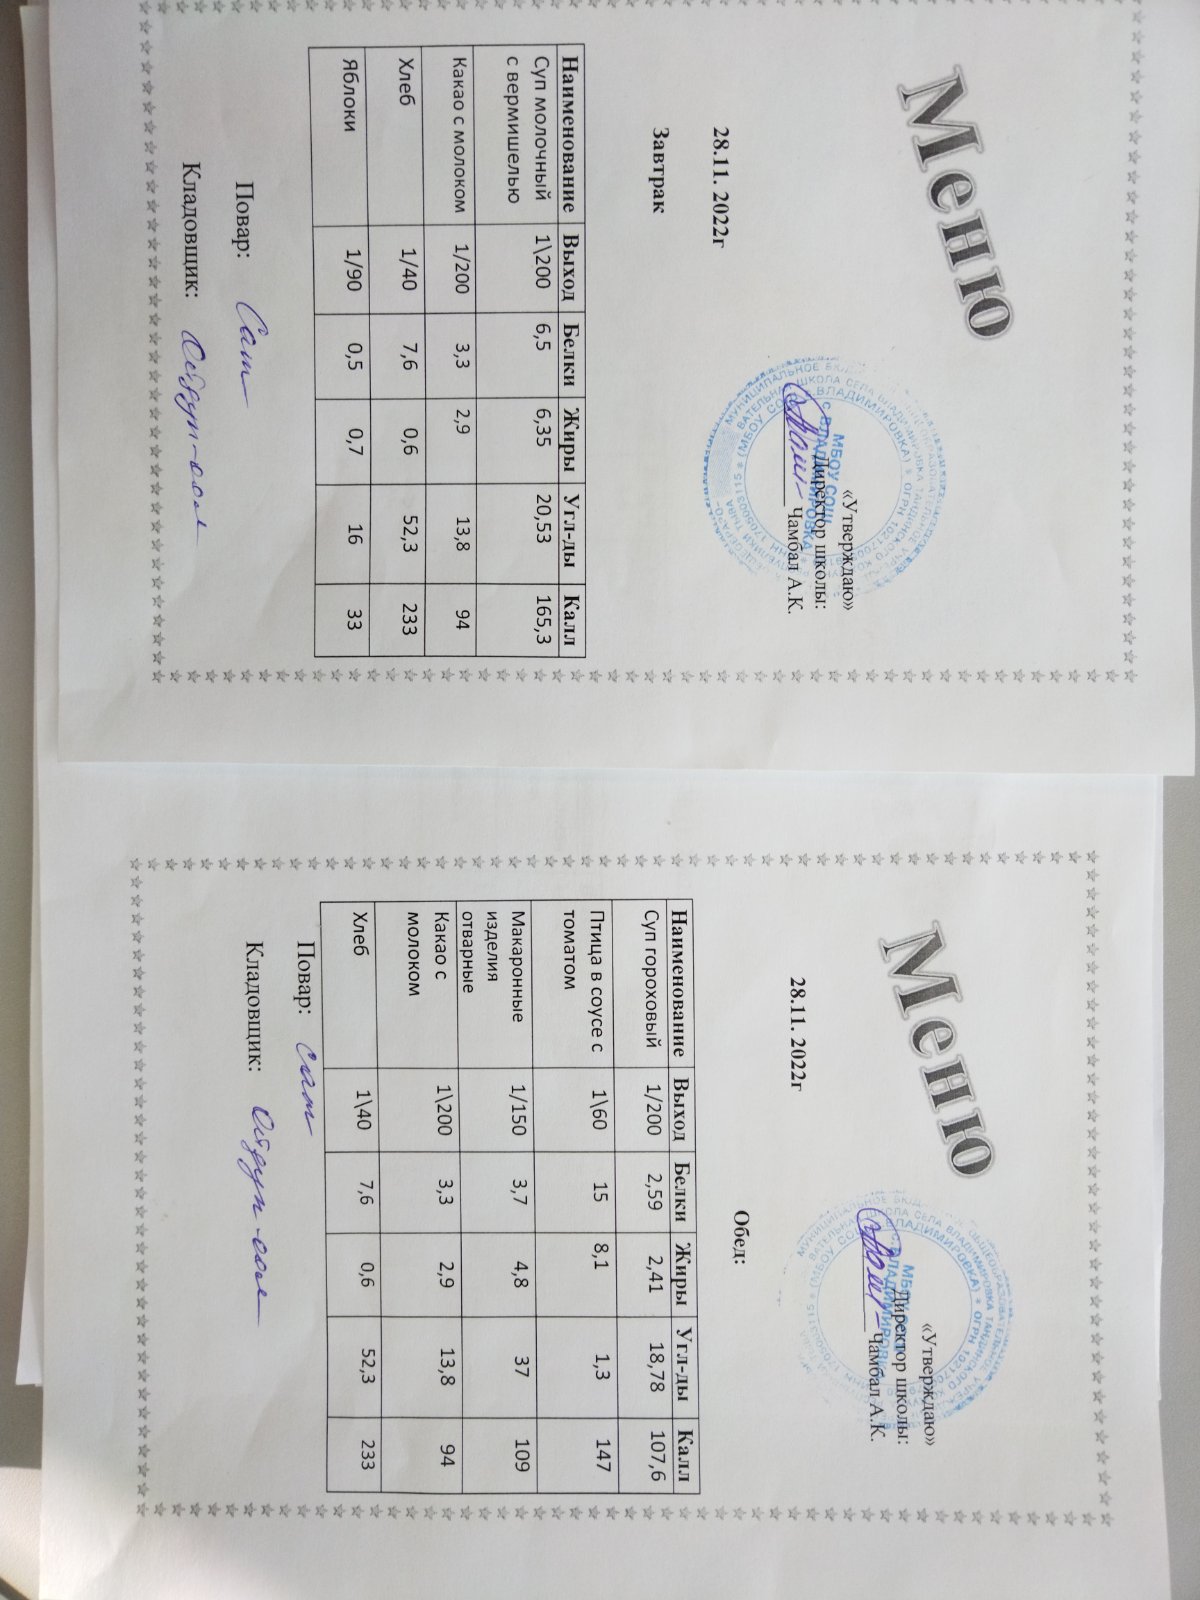 Меню
28.11. 2022г
«Утверждаю»
Директор школы:
Чамбал А.К.
МБОУ СОШ
с.ВЛАДИМИРОВКА
Завтрак
Наименование Выход Белки Жиры Угл-ды Калл
Суп молочный с вермишелью 1\200 6,5 6,35 20,53 165,3
Какао с молоком 1/200 3,3 2,9 13,8 94
Хлеб 1/40 7,6 0,6 52,3 233
Яблоки 1/90 0,5 0,7 16 33
Повар:
Кладовщик:
Меню
28.11. 2022г
«Утверждаю»
Директор школы:
Чамбал А.К.
Обед:
Наименование Выход Белки Жиры Угл-ды Калл
Суп гороховый 1/200 2,59 2,41 18,78 107,6
Птица в соусе с томатом 1\60 15 8,1 1,3 147
Макаронные изделия отварные 1/150 3,7 4,8 37 109
Какао с молоком 1\200 3,3 2,9 13,8 94
Хлеб 1\40 7,6 0,6 52,3 233
Повар:
Кладовщик: